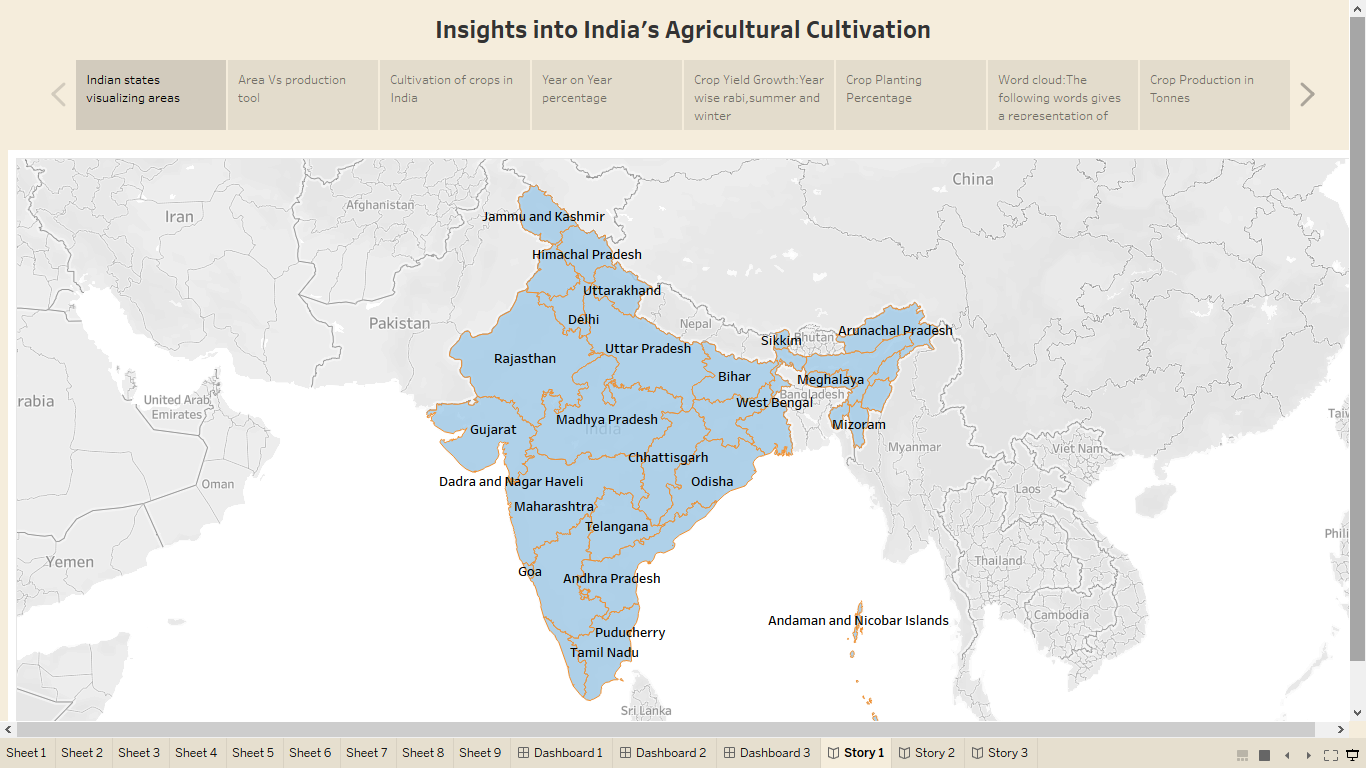 Insights into India's Agricultural Cultivation
Indian states
visualizing areas
Area Vs production
tool
Cultivation of crops in
India
Year on Year
percentage
Crop Yield Growth:Year
wise rabi,summer and
winter
Crop Planting
Percentage
Word cloud:The
following words gives
a representation of
Crop Production in
Tonnes
China
Afghanistan
Iran
Jammu and Kashmir
Himachal Pradesh
Uttarakhand
Pakistan
Delhi
Nepal
Sikkim
Bhutan
Arunachal Pradesh
Uttar Pradesh
Rajasthan
Bihar
Meghalaya
Bangladesh
United Arab
Emirates
rabia
West Bengal
Madhya Pradesh
India
Gujarat
Mizoram
Myanmar
Viet Nam
Taiv
Chhattisgarh
Oman
Dadra and Nagar Haveli
Odisha
Laos
Maharashtra
Telangana
Phili
Yemen
Thailand
Goa
Andhra Pradesh
Cambodia
Andaman and Nicobar Islands
Puducherry
Tamil Nadu
Sri Lanka
Sheet 1
Sheet 2
Sheet 3
Sheet 4
Sheet 5
Sheet 6
Sheet 7
Sheet 8
Sheet 9
Dashboard 1
Dashboard 2
Dashboard 3
Story 1
Story 2
Story 3